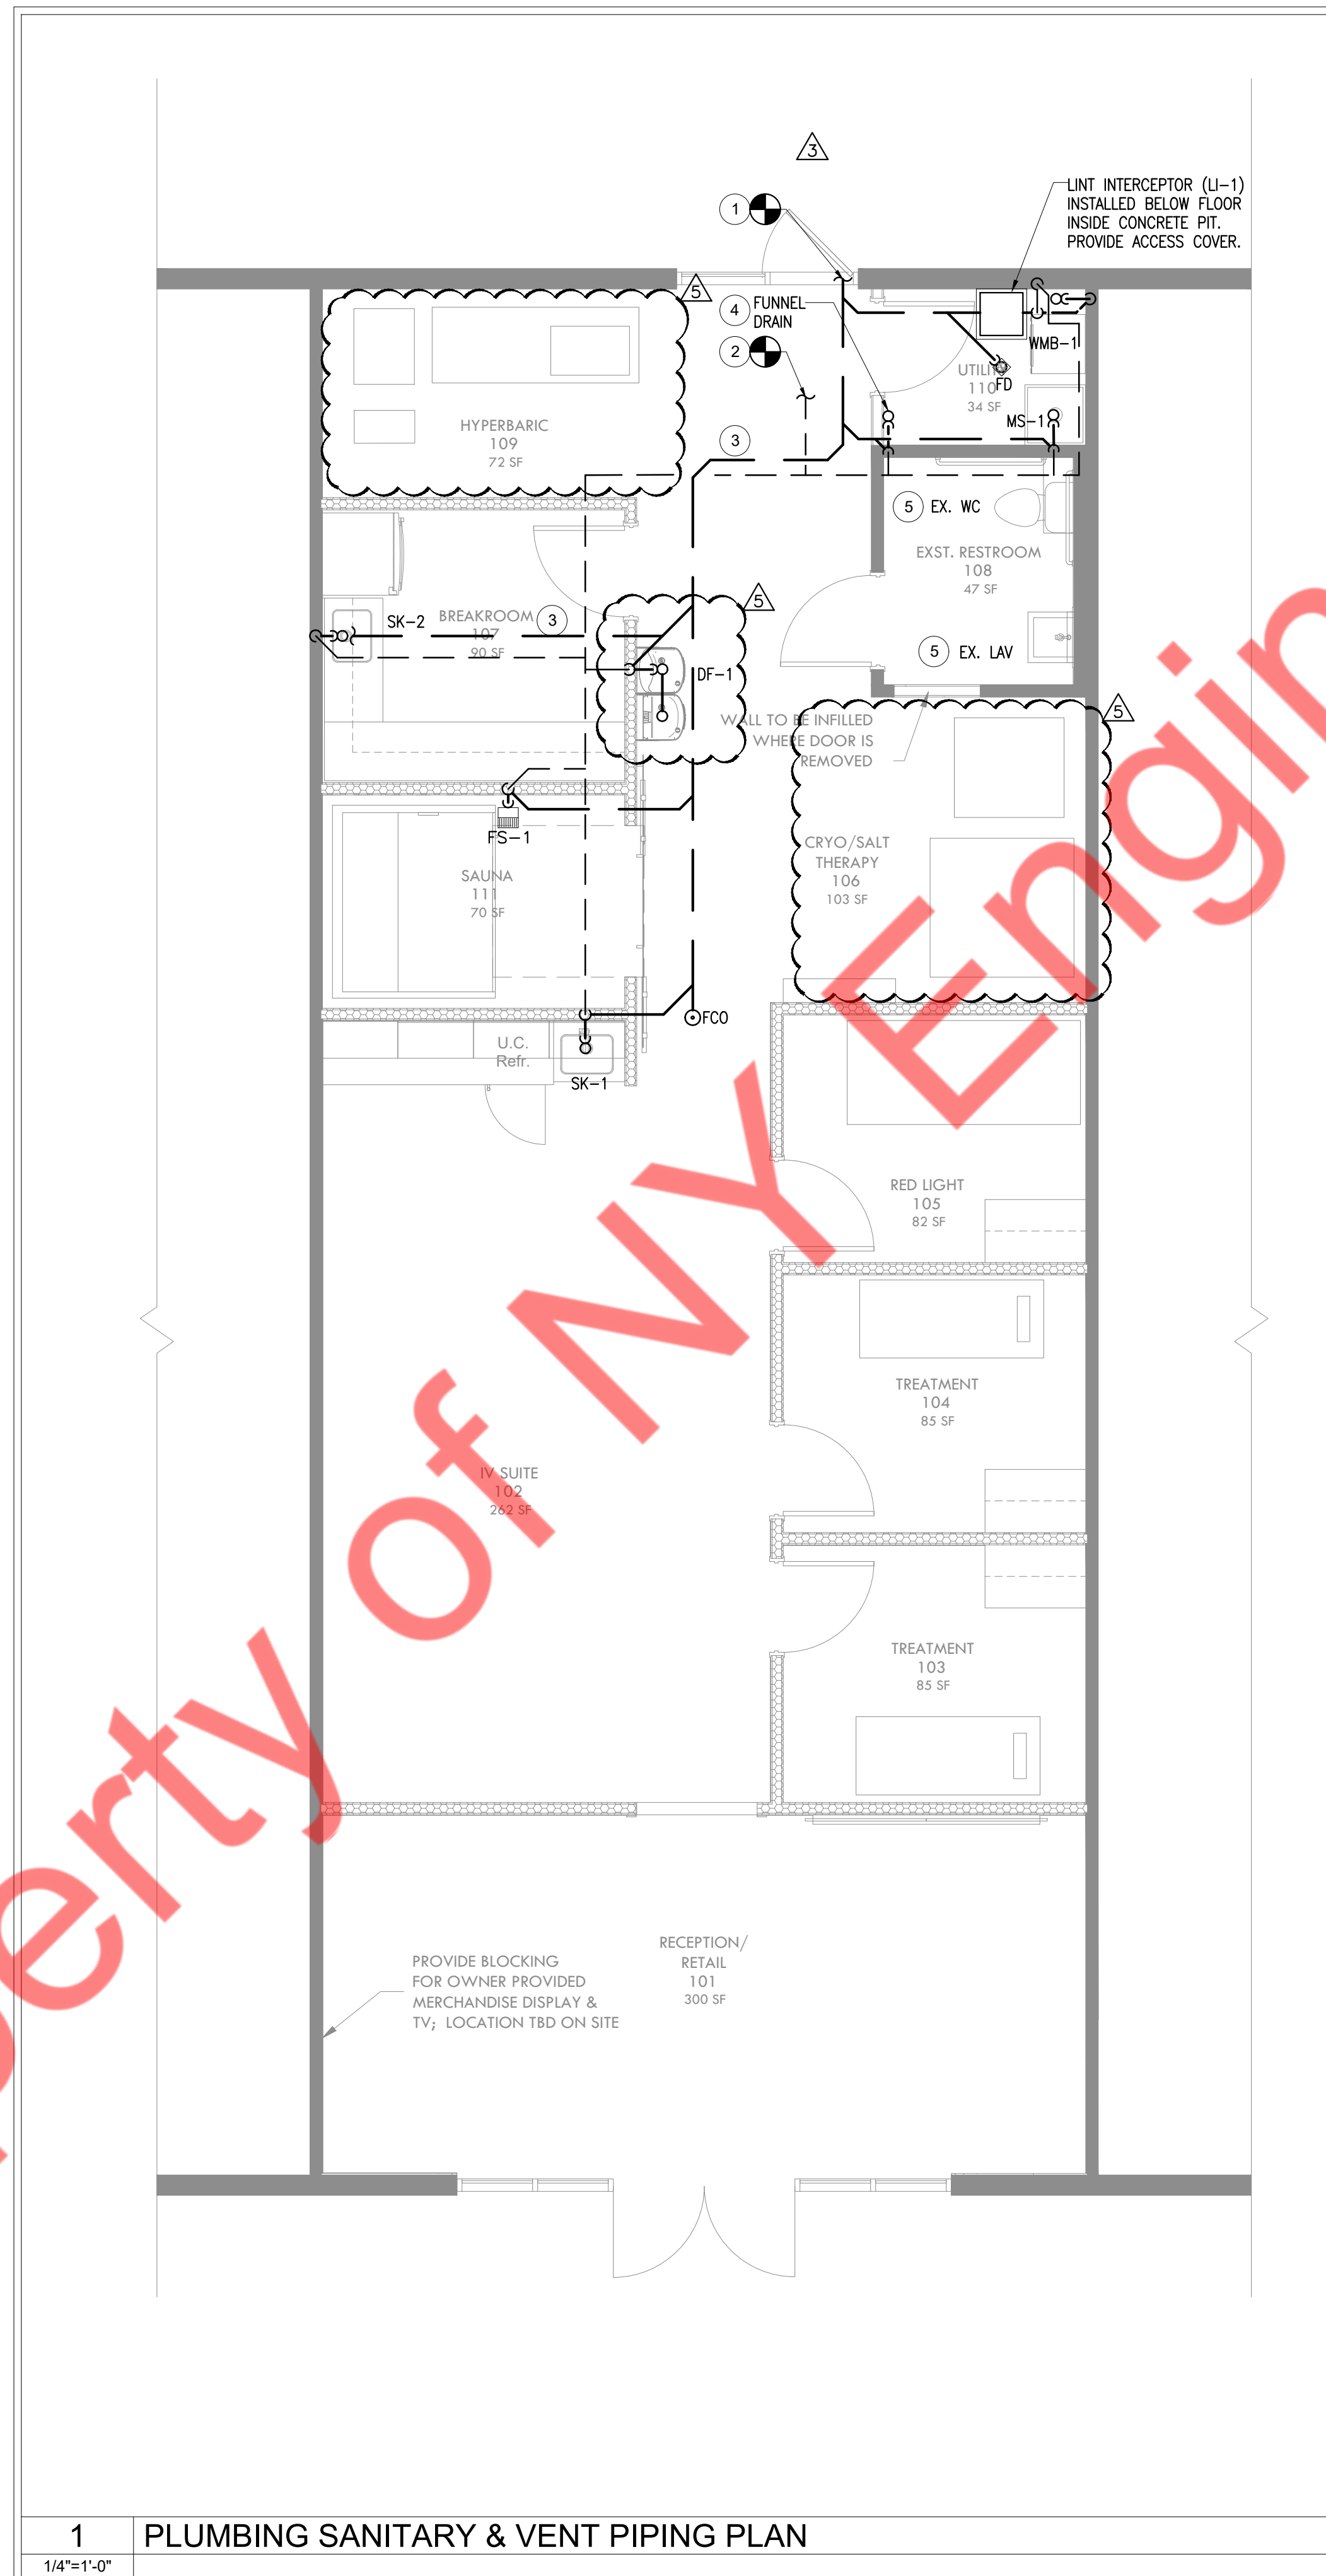 3
1
LINT INTERCEPTOR (LI-1)
INSTALLED BELOW FLOOR
INSIDE CONCRETE PIT.
PROVIDE ACCESS COVER.
5
4
FUNNEL
DRAIN
2
WMB-1
UTILITY
110
34 SF
FD
MS-1
HYPERBARIC
109
72 SF
3
5 EX. WC
EXST. RESTROOM
108
47 SF
5
SK-2
BREAKROOM
107
90 SF
3
5 EX. LAV
DF-1
5
WALL TO BE INFILLED
WHERE DOOR IS
REMOVED
FS-1
CRYO/SALT
THERAPY
106
103 SF
SAUNA
111
70 SF
FCO
U.C.
Refr.
SK-1
RED LIGHT
105
82 SF
TREATMENT
104
85 SF
IV SUITE
102
262 SF
TREATMENT
103
85 SF
RECEPTION/
RETAIL
101
300 SF
PROVIDE BLOCKING
FOR OWNER PROVIDED
MERCHANDISE DISPLAY &
TV; LOCATION TBD ON SITE
erty of NY Engin
1 PLUMBING SANITARY & VENT PIPING PLAN
1/4"=1'-0"